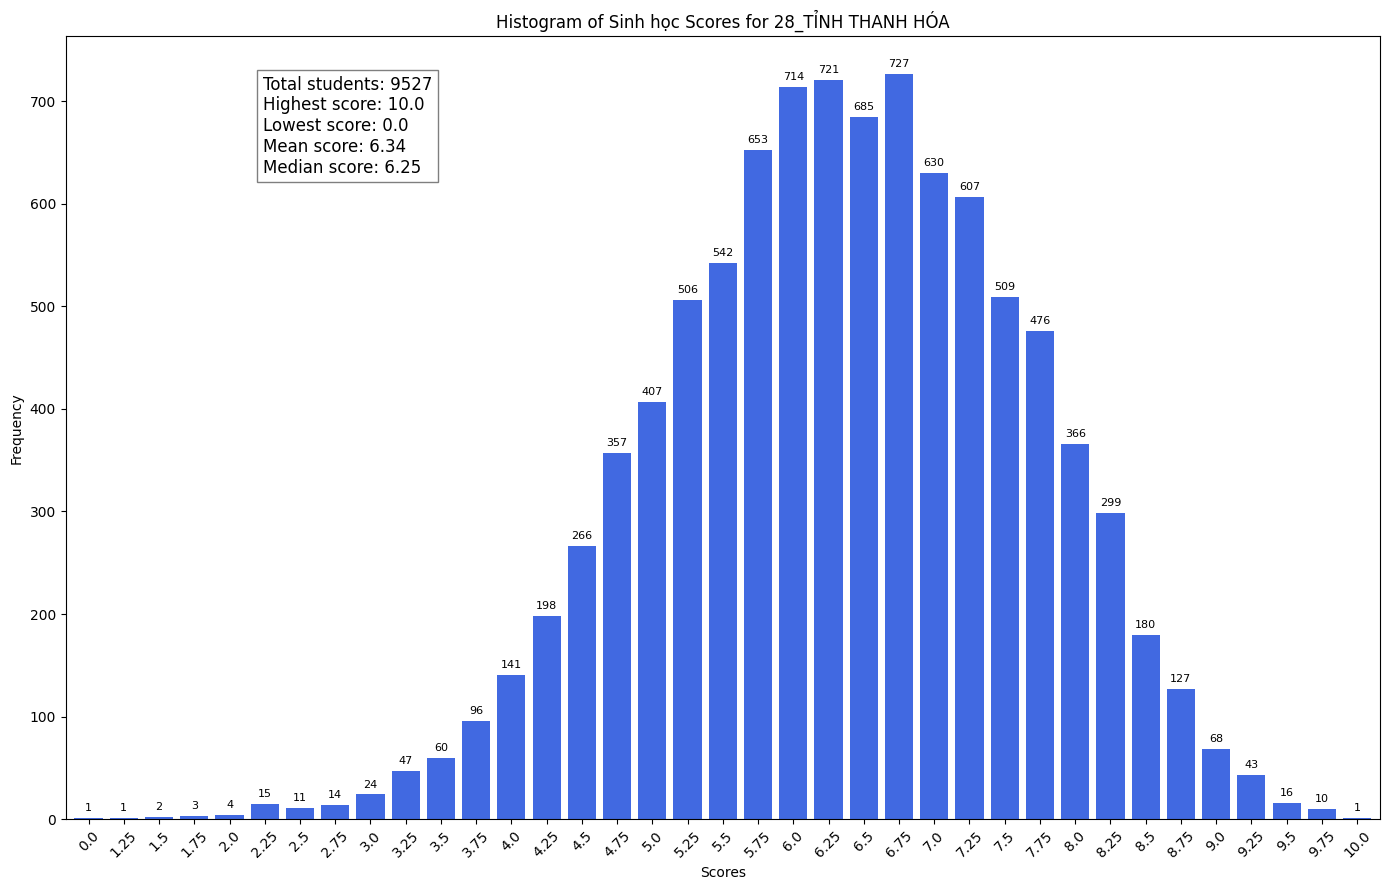 Histogram of Sinh học Scores for 28_TỈNH THANH HÓA
Total students: 9527
Highest score: 10.0
Lowest score: 0.0
Mean score: 6.34
Median score: 6.25
Frequency
700
600
500
400
300
200
100
0
1 1 2 3 4 15 11 14 24 47 60 96 141 198 266 357 407 506 542 653 714 721 685 727 630 607 509 476 366 299 180 127 68 43 16 10 1
0.0 1.25 1.5 1.75 2.0 2.25 2.5 2.75 3.0 3.25 3.5 3.75 4.0 4.25 4.5 4.75 5.0 5.25 5.5 5.75 6.0 6.25 6.5 6.75 7.0 7.25 7.5 7.75 8.0 8.25 8.5 8.75 9.0 9.25 9.5 9.75 10.0
Scores